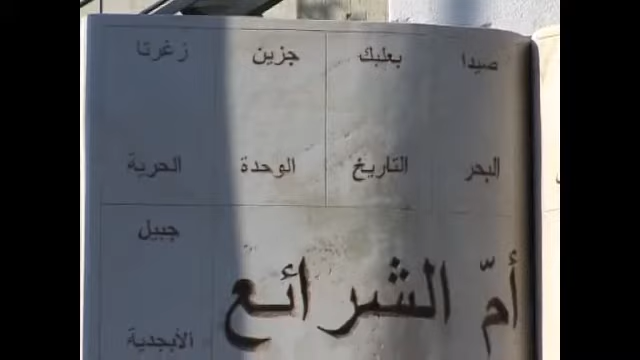 صيدا بعلبك جزين زغرتا
البحر التاريخ الوحدة الحرية
جبيل
أمّ الشرائع
الأبجدية